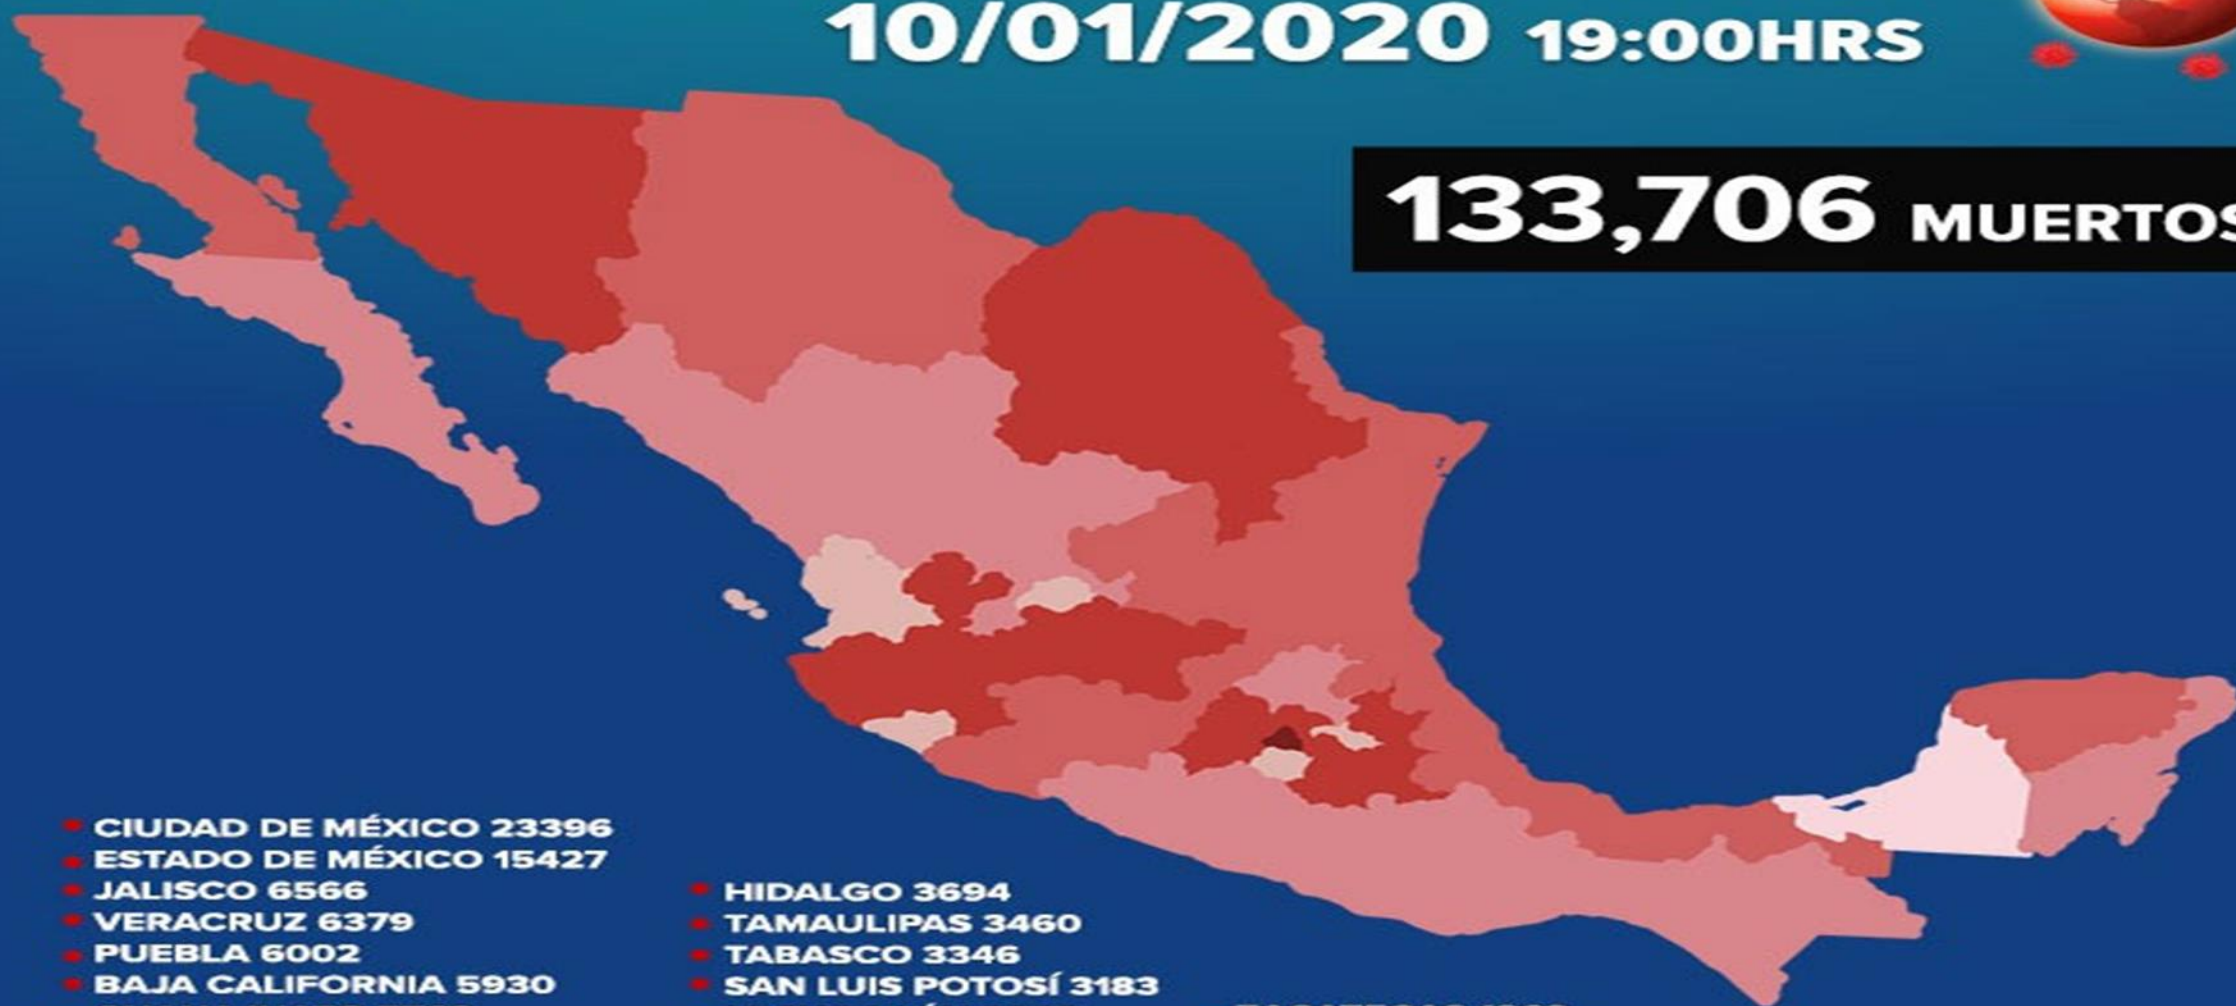 10/01/2020 19:00HRS
133,706 MUERTOS
CIUDAD DE MÉXICO 23396
ESTADO DE MÉXICO 15427
JALISCO 6566
VERACRUZ 6379
PUEBLA 6002
BAJA CALIFORNIA 5930
HIDALGO 3694
TAMAULIPAS 3460
TABASCO 3346
SAN LUIS POTOSÍ 3183